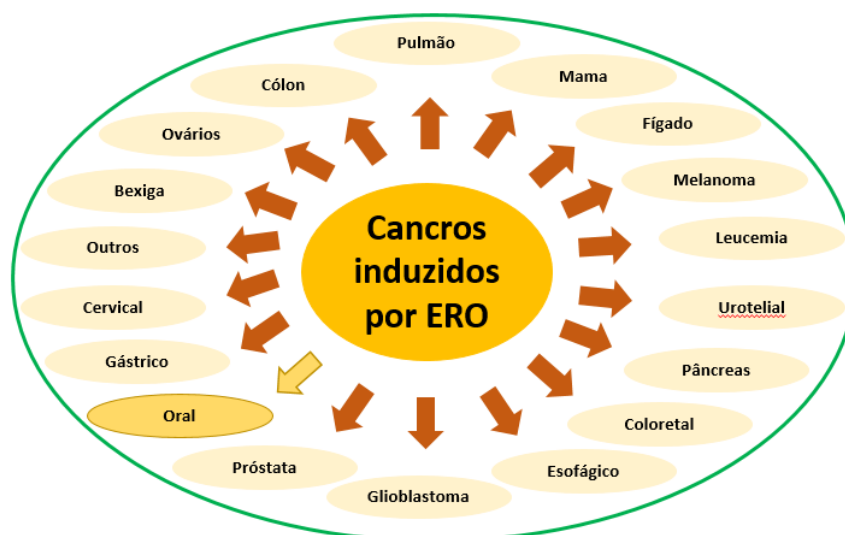 Pulmão
Mama
Cólon
Fígado
Ovários
Melanoma
Bexiga
Cancros
induzidos
por ERO
Leucemia
Outros
Urotelial
Cervical
Gástrico
Pâncreas
Oral
Coloretal
Próstata
Esofágico
Glioblastoma